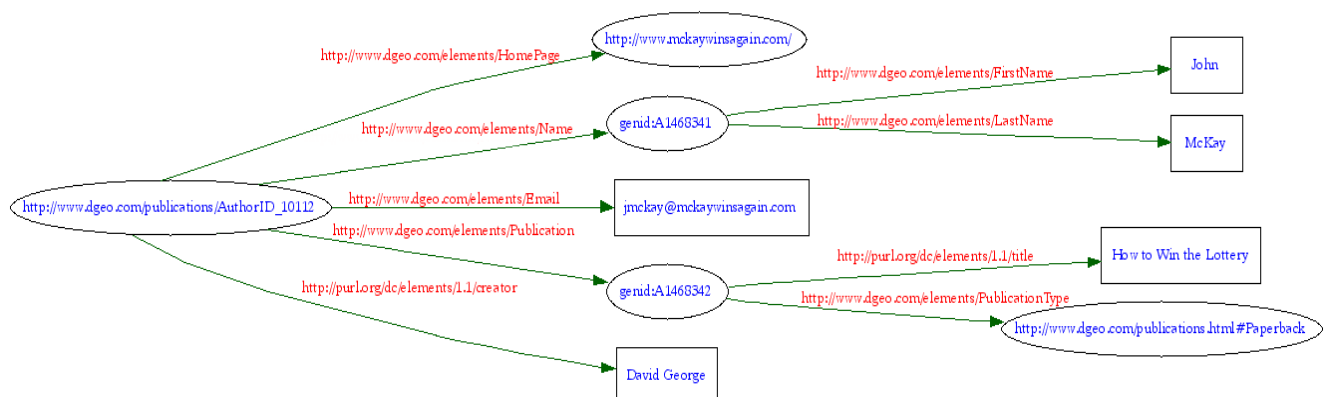 http://www.mckaywinsagain.com/
http://www.dgeo.com/elements/HomePage
John
http://www.dgeo.com/elements/FirstName
genid:A1468341
http://www.dgeo.com/elements/Name
http://www.dgeo.com/elements/LastName
McKay
http://www.dgeo.com/publications/AuthorID_10112
http://www.dgeo.com/elements/Email
jmckay@mckaywinsagain.com
http://www.dgeo.com/elements/Publication
http://purl.org/dc/elements/1.1/title
How to Win the Lottery
http://purl.org/dc/elements/1.1/creator
genid:A1468342
http://www.dgeo.com/elements/PublicationType
http://www.dgeo.com/publications.html#Paperback
David George